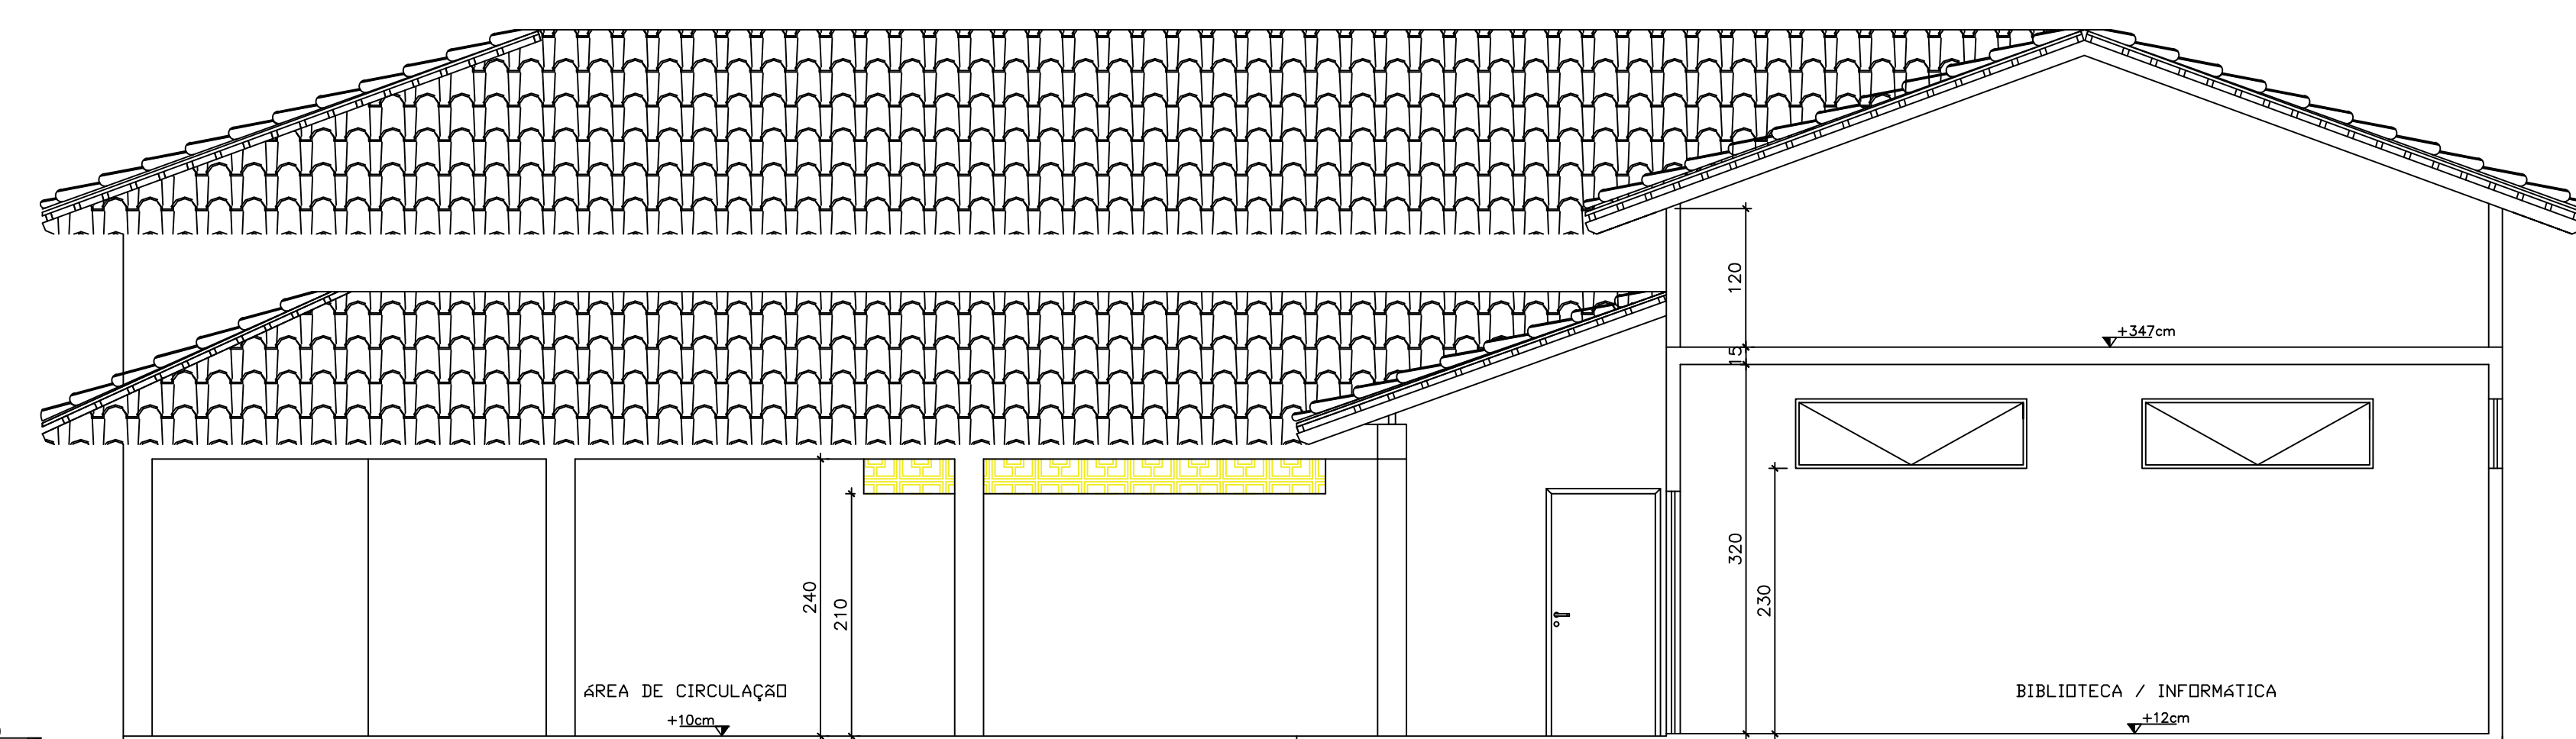 120
+347cm
15
320
240
230
210
ÁREA DE CIRCULAÇÃO
BIBLIOTECA / INFORMÁTICA
+10cm
+12cm